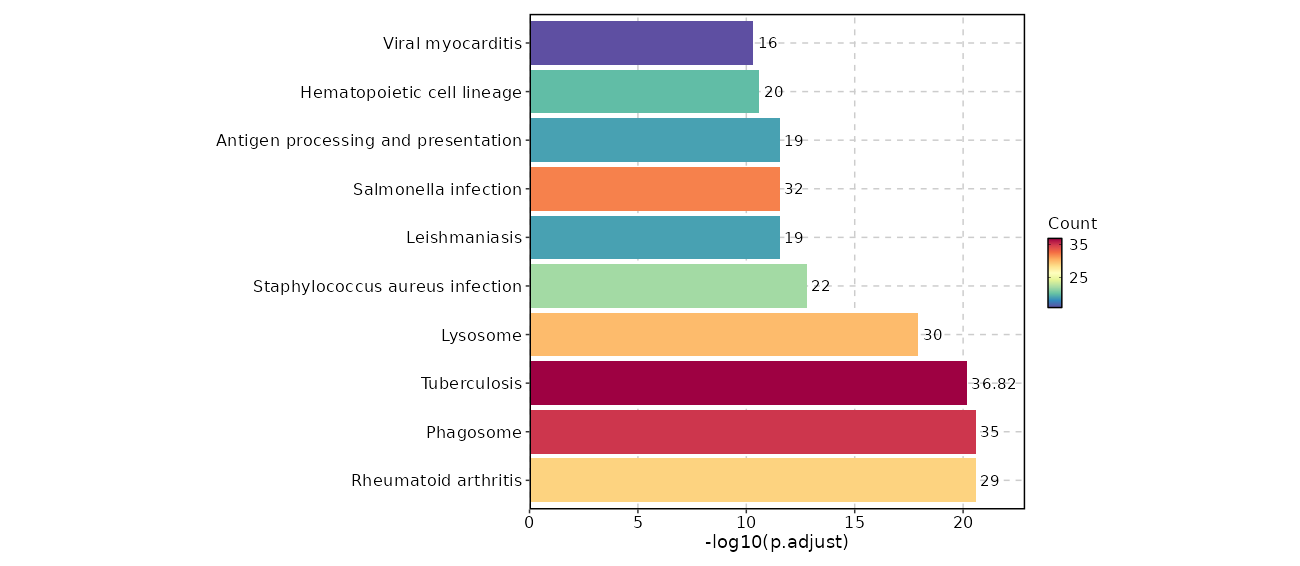 Viral myocarditis 16
Hematopoietic cell lineage 20
Antigen processing and presentation 19
Salmonella infection 32
Leishmaniasis 19
Staphylococcus aureus infection 22
Lysosome 30
Tuberculosis 36.82
Phagosome 35
Rheumatoid arthritis 29
0 5 10 15 20
-log10(p.adjust)
Count
35
25